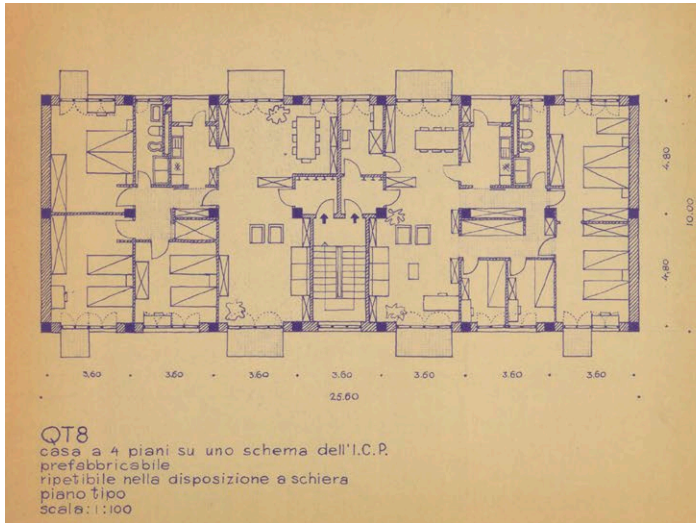 4,80
10.00
4,80
3,60
3.60
3.60
3.60
3.60
3.60
3.60
25.60
QT8
casa a 4 piani su uno schema dell'I.C.P.
prefabbricabile
ripetibile nella disposizione a schiera
piano tipo
scala: 1:100